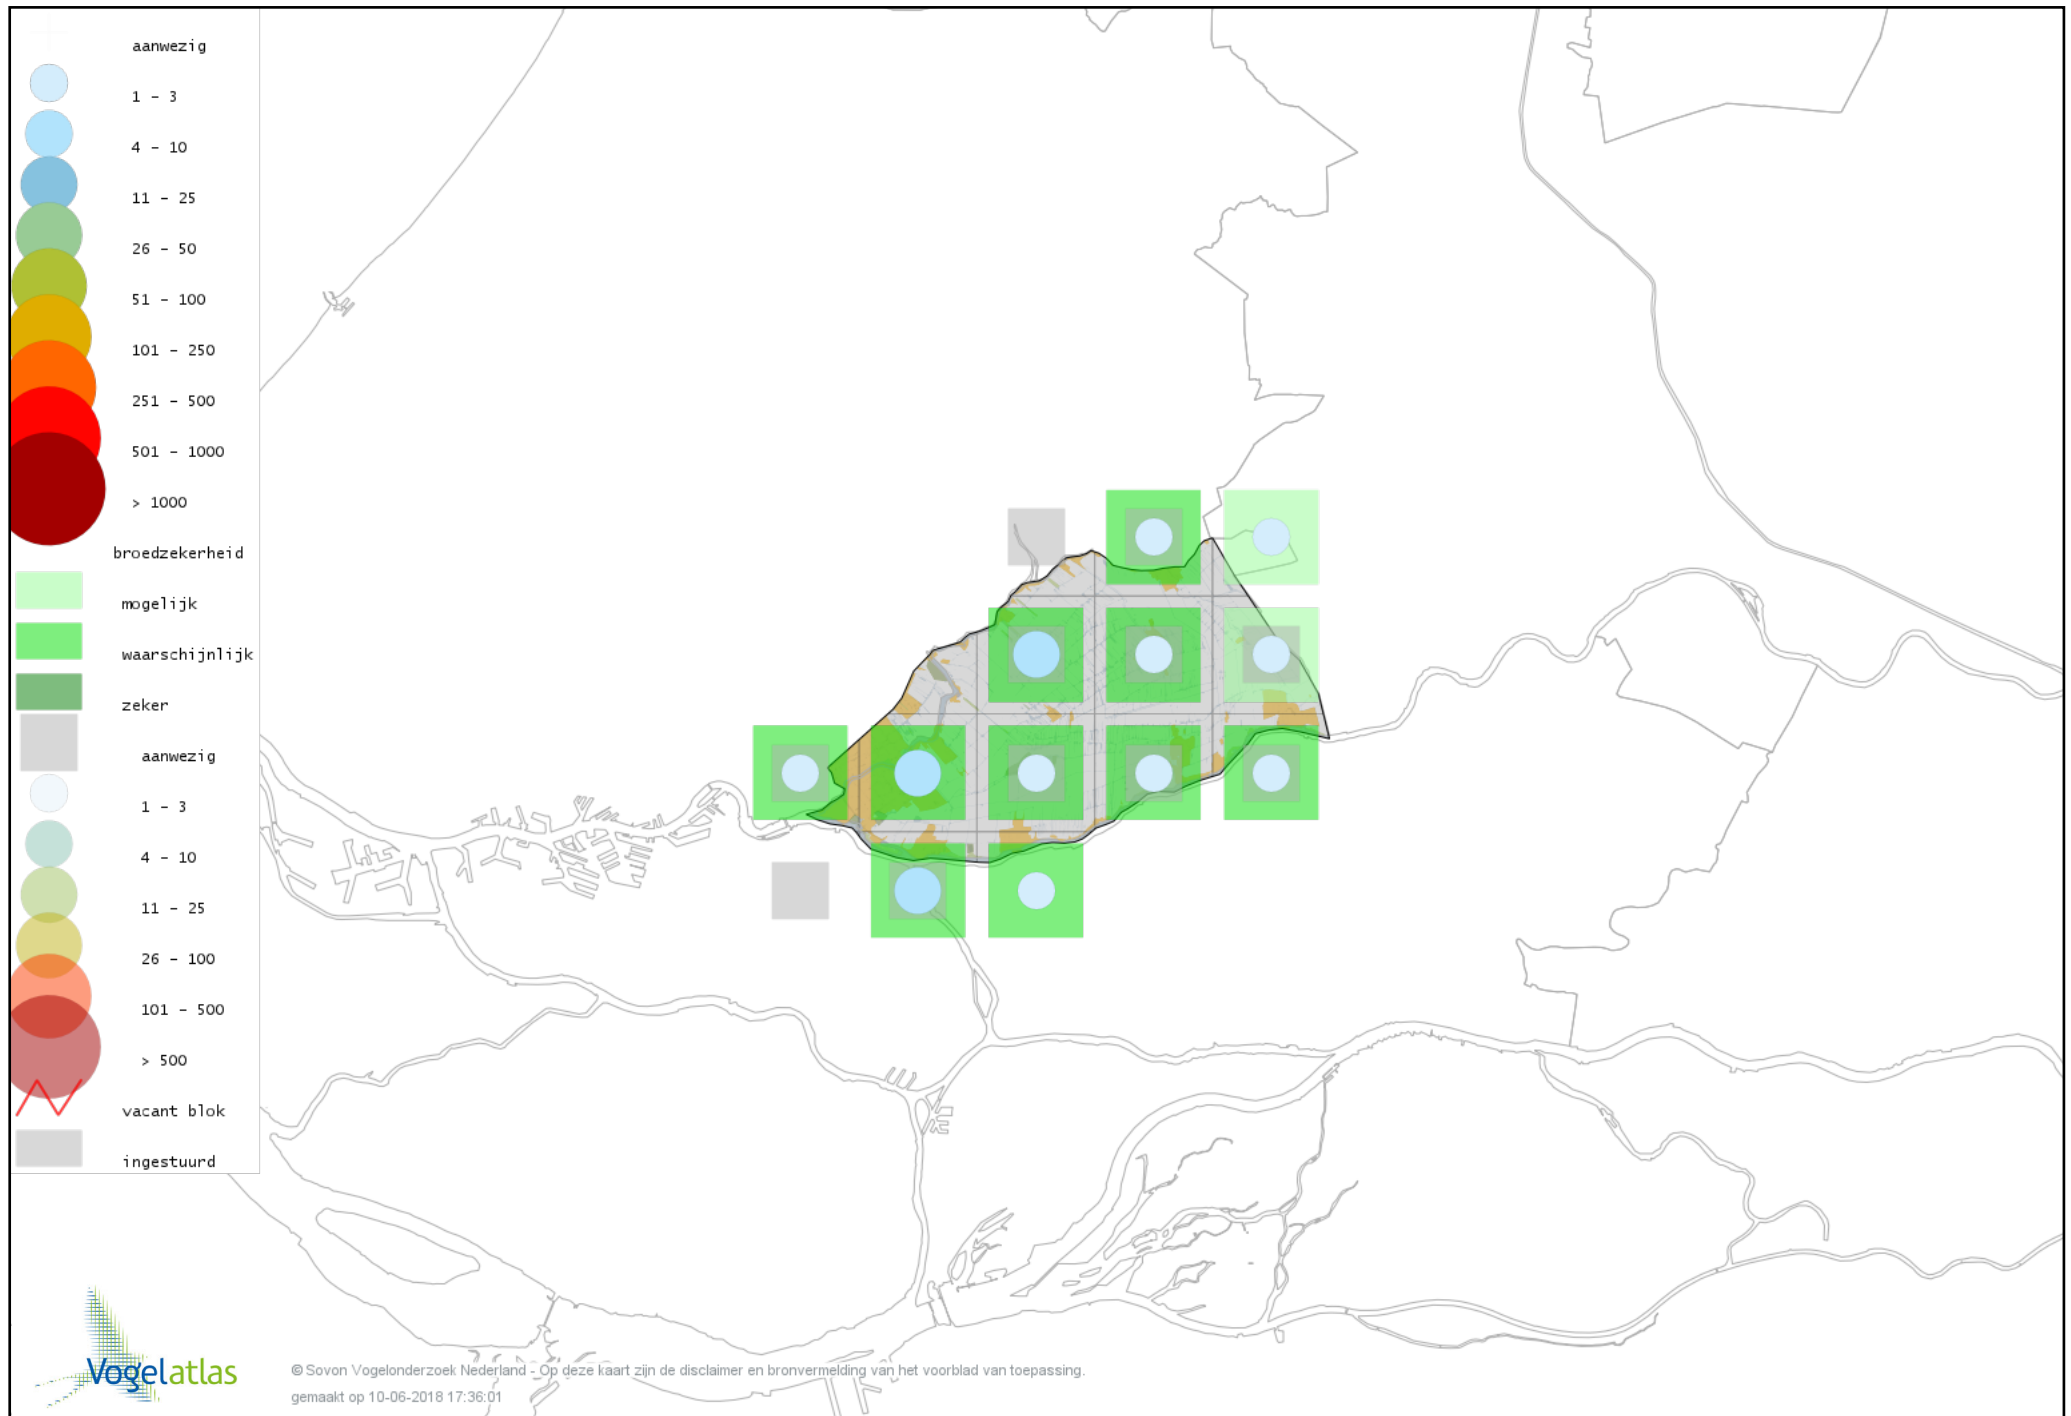 aanwezig
1 - 3
4 - 10
11 - 25
26 - 50
51 - 100
101 - 250
251 - 500
501 - 1000
> 1000
broedzekerheid
mogelijk
waarschijnlijk
zeker
aanwezig
1 - 3
4 - 10
11 - 25
26 - 100
101 - 500
> 500
vacant blok
ingestuurd
Vogelatlas
© Sovon Vogelonderzoek Nederland - Op deze kaart zijn de disclaimer en bronvermelding van het voorblad van toepassing.
gemaakt op 10-06-2018 17:36:01